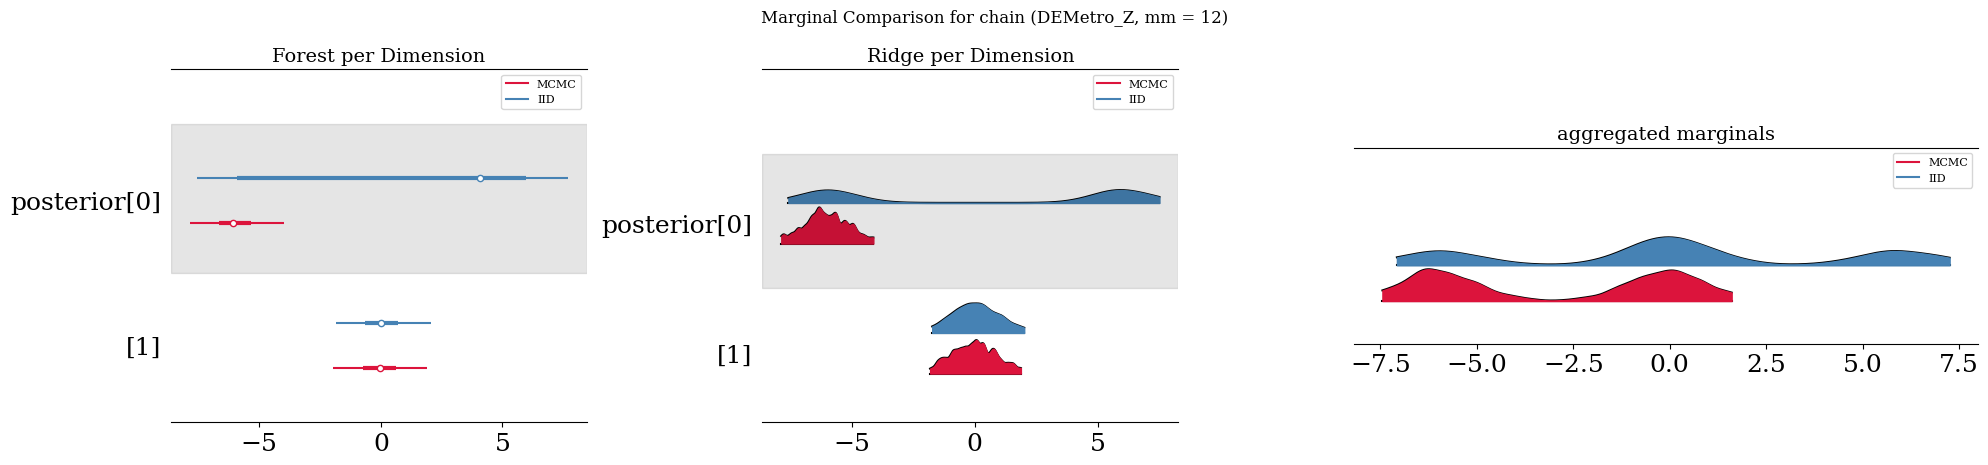 Marginal Comparison for chain (DEMetro_Z, mm = 12)
Forest per Dimension
MCMC
IID
posterior[0]
[1]
−5 0 5
Ridge per Dimension
MCMC
IID
posterior[0]
[1]
−5 0 5
aggregated marginals
MCMC
IID
−7.5 −5.0 −2.5 0.0 2.5 5.0 7.5